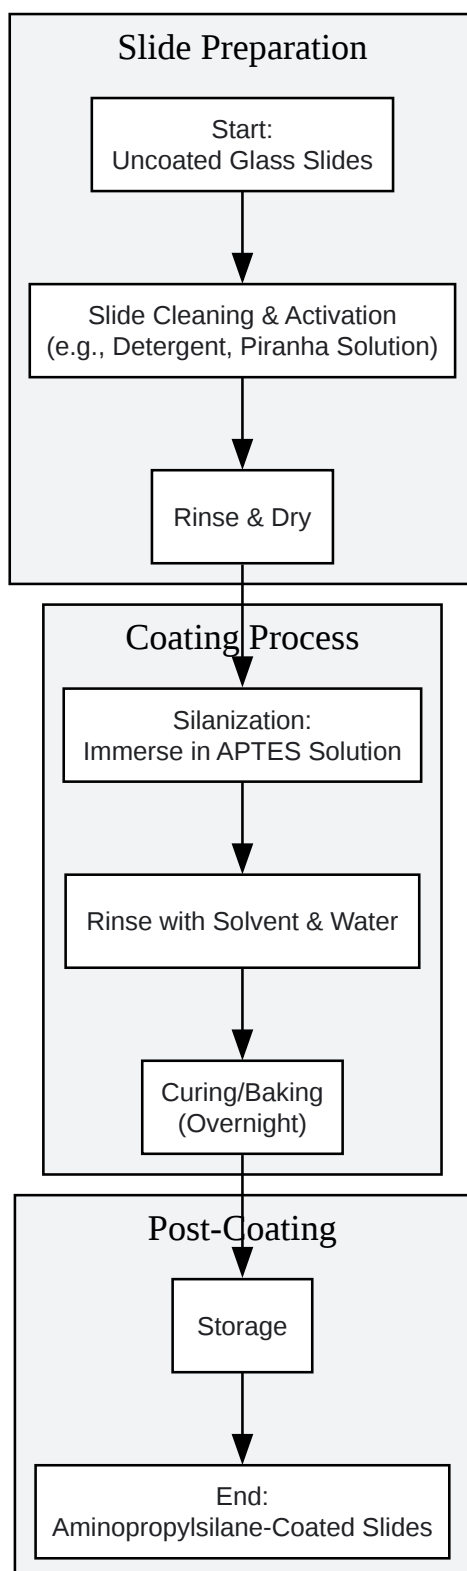 Slide Preparation
Start:
Uncoated Glass Slides
Slide Cleaning & Activation
(e.g., Detergent, Piranha Solution)
Rinse & Dry
Coating Process
Silanization:
Immerse in APTES Solution
Rinse with Solvent & Water
Curing/Baking
(Overnight)
Post-Coating
Storage
End:
Aminopropylsilane-Coated Slides